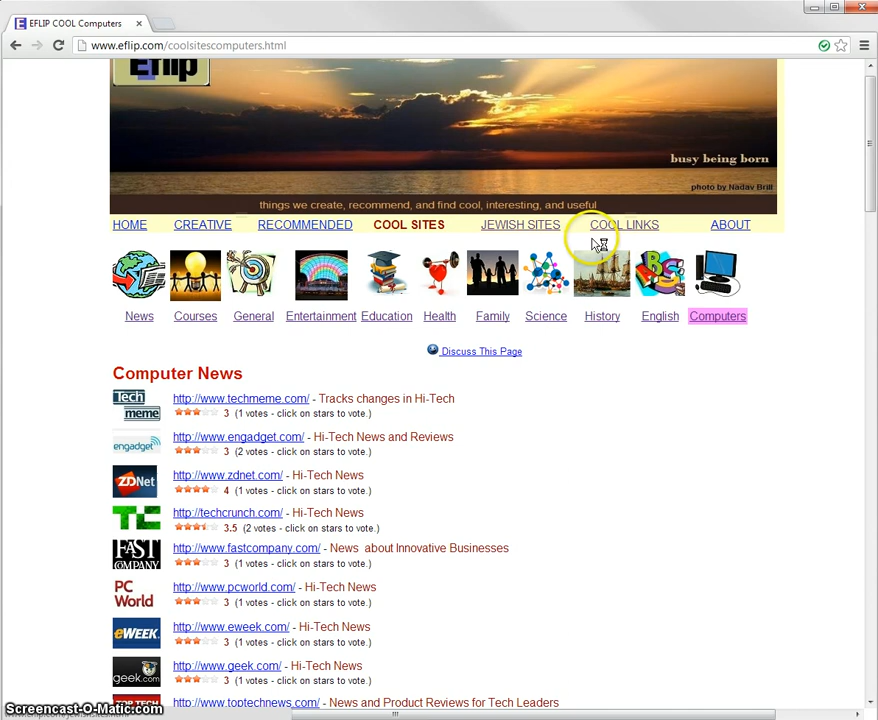 EFLIP COOL Computers
www.eflip.com/coolsitescomputers.html
Eflip
busy being born
photo by Nadav Brill
things we create, recommend, and find cool, interesting, and useful
HOME CREATIVE RECOMMENDED COOL SITES JEWISH SITES COOL LINKS ABOUT
News Courses General Entertainment Education Health Family Science History English Computers
Discuss This Page
Computer News
Tech meme
http://www.techmeme.com/ - Tracks changes in Hi-Tech
3 (1 votes - click on stars to vote.)
engadget
http://www.engadget.com/ - Hi-Tech News and Reviews
3 (2 votes - click on stars to vote.)
ZDNet
http://www.zdnet.com/ - Hi-Tech News
4 (1 votes - click on stars to vote.)
TC
http://techcrunch.com/ - Hi-Tech News
3.5 (2 votes - click on stars to vote.)
FAST COMPANY
http://www.fastcompany.com/ - News about Innovative Businesses
3 (1 votes - click on stars to vote.)
PC World
http://www.pcworld.com/ - Hi-Tech News
3 (1 votes - click on stars to vote.)
eWEEK.
http://www.eweek.com/ - Hi-Tech News
3 (1 votes - click on stars to vote.)
geek.com
http://www.geek.com/ - Hi-Tech News
3 (1 votes - click on stars to vote.)
TOP TECH
http://www.toptechnews.com/ - News and Product Reviews for Tech Leaders
Screencast-O-Matic.com